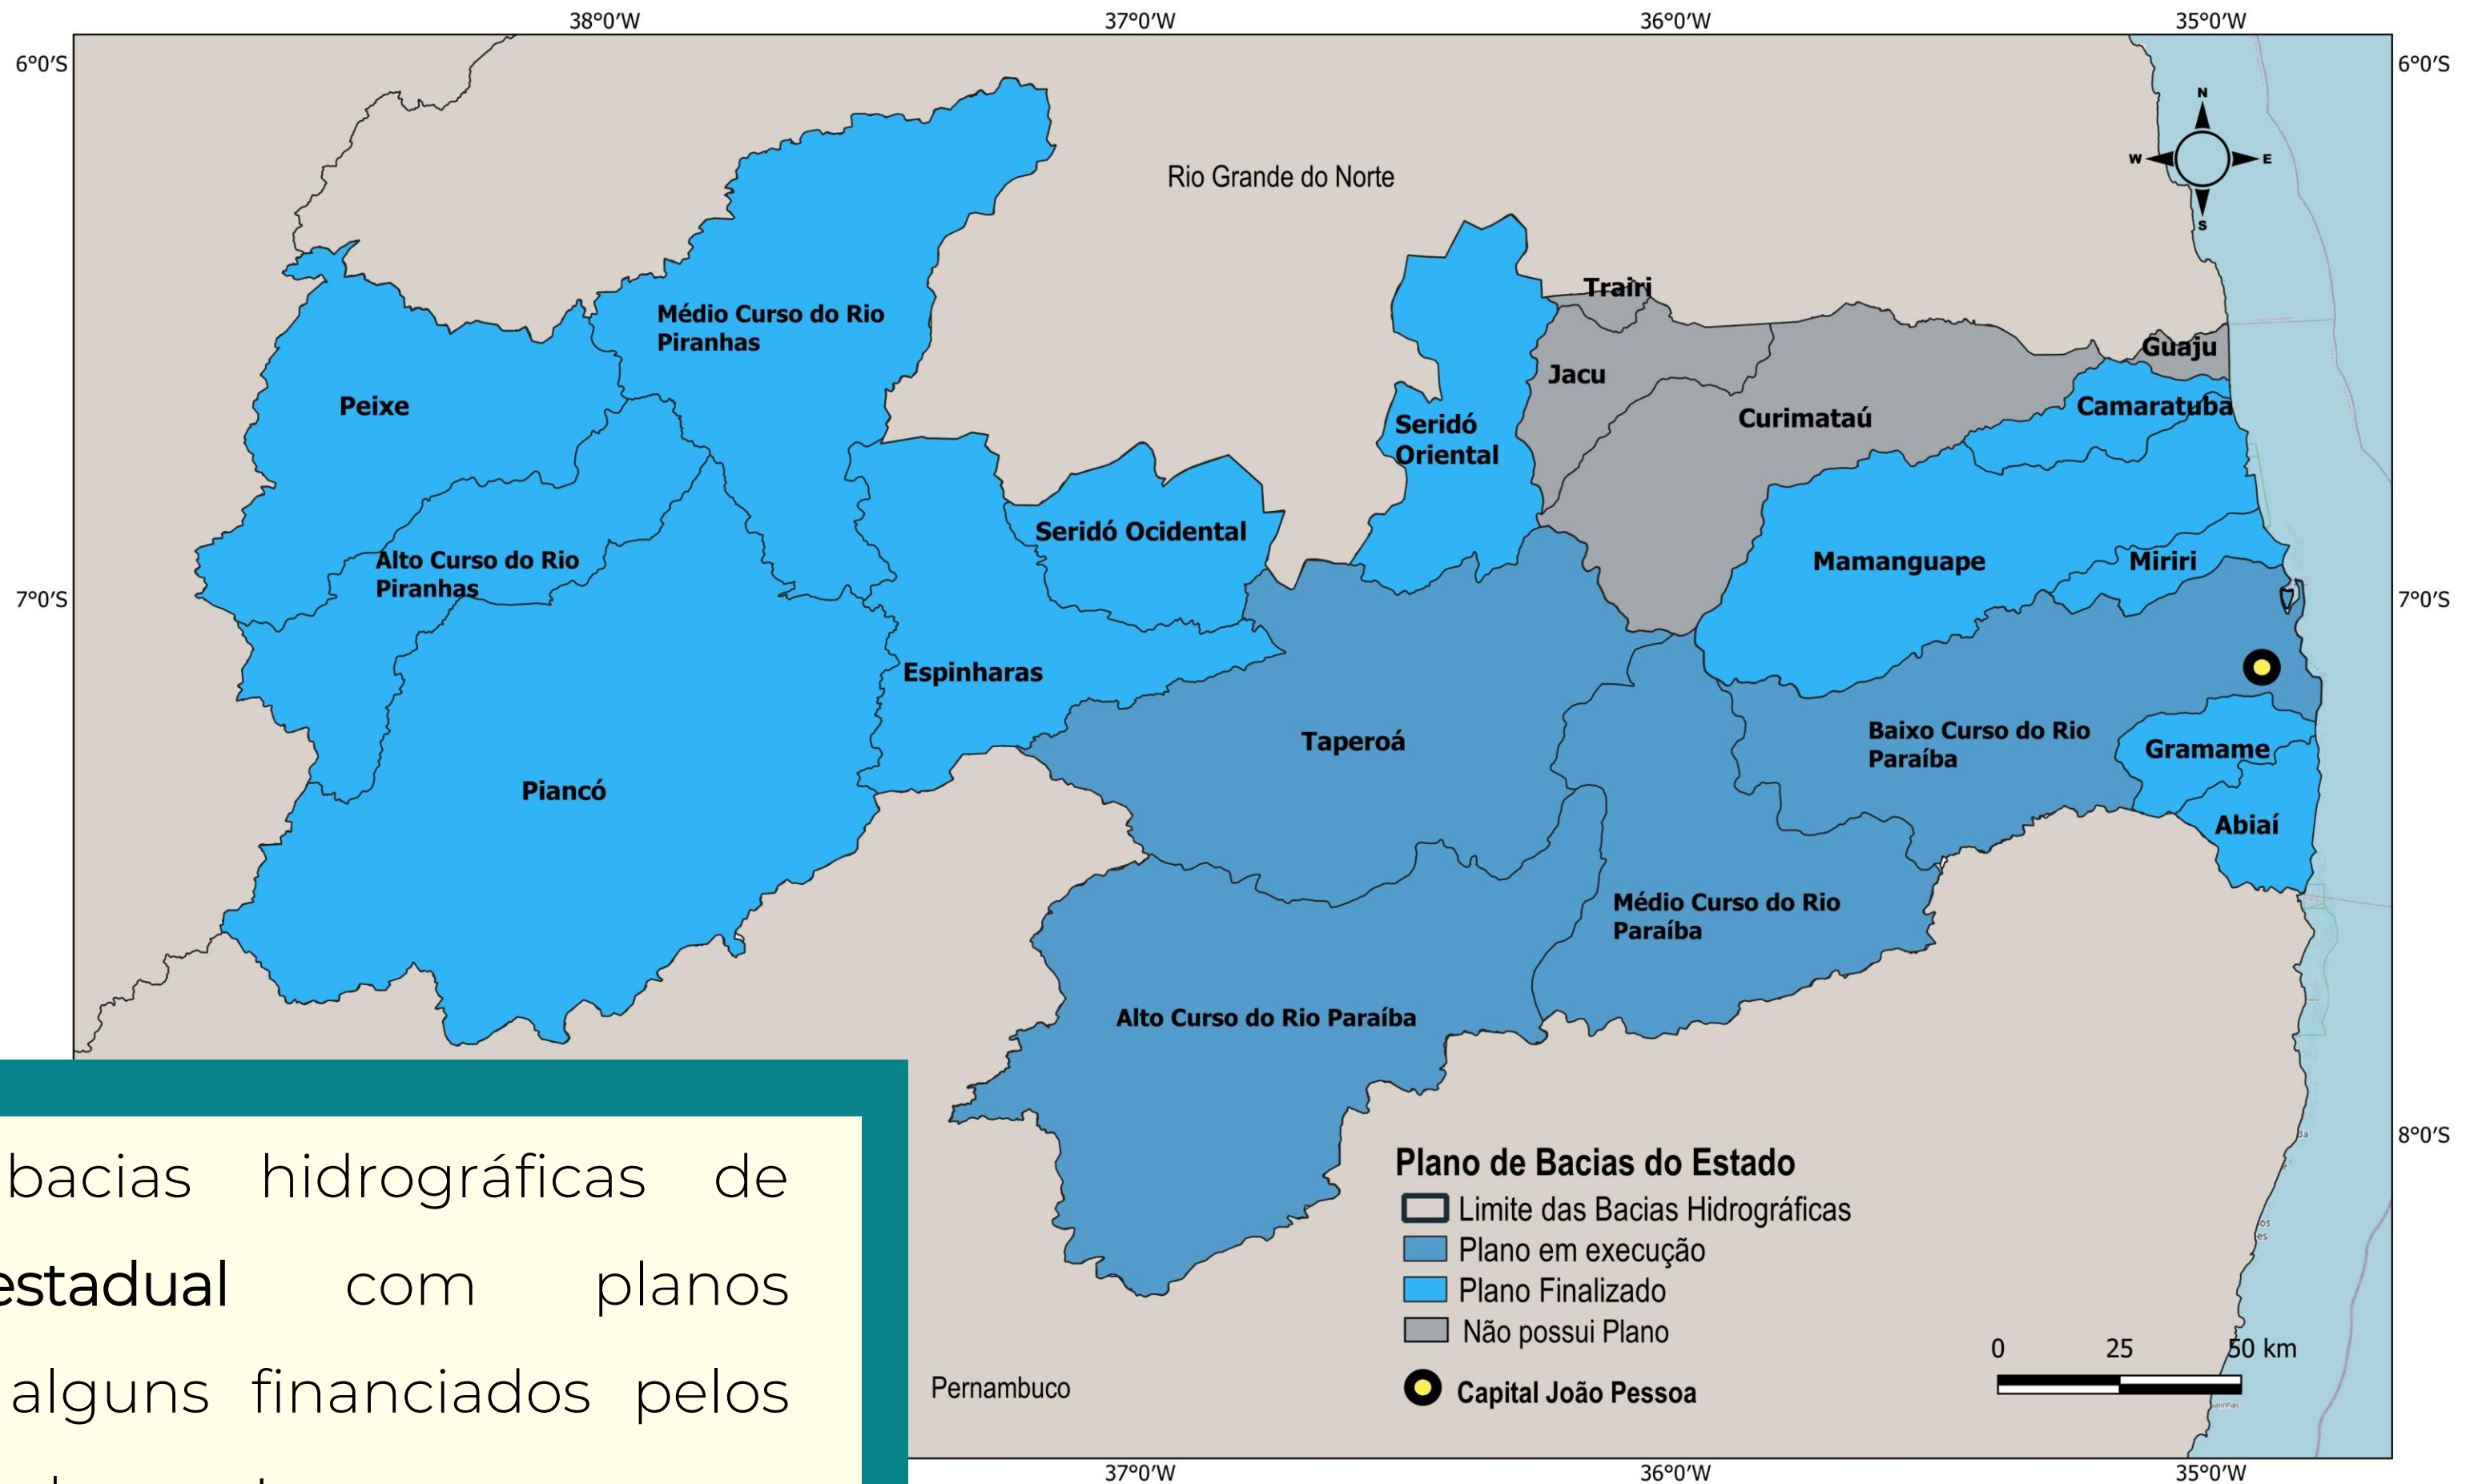 38°0′W 37°0′W 36°0′W 35°0′W
6°0′S 6°0′S
N
W E
S
Rio Grande do Norte
Trairi
Médio Curso do Rio
Piranhas
Guaju
Jacu
Peixe
Camaratuba
Curimataú
Seridó
Oriental
Seridó Ocidental
Alto Curso do Rio
Piranhas
Mamanguape
Miriri
7°0′S 7°0′S
Espinharas
Taperoá
Baixo Curso do Rio
Paraíba
Gramame
Piancó
Abiaí
Médio Curso do Rio
Paraíba
Alto Curso do Rio Paraíba
8°0′S
bacias hidrográficas de
estadual com planos
alguns financiados pelos
Plano de Bacias do Estado
Limite das Bacias Hidrográficas
Plano em execução
Plano Finalizado
Não possui Plano
Capital João Pessoa
0 25 50 km
Pernambuco
37°0′W 36°0′W 35°0′W